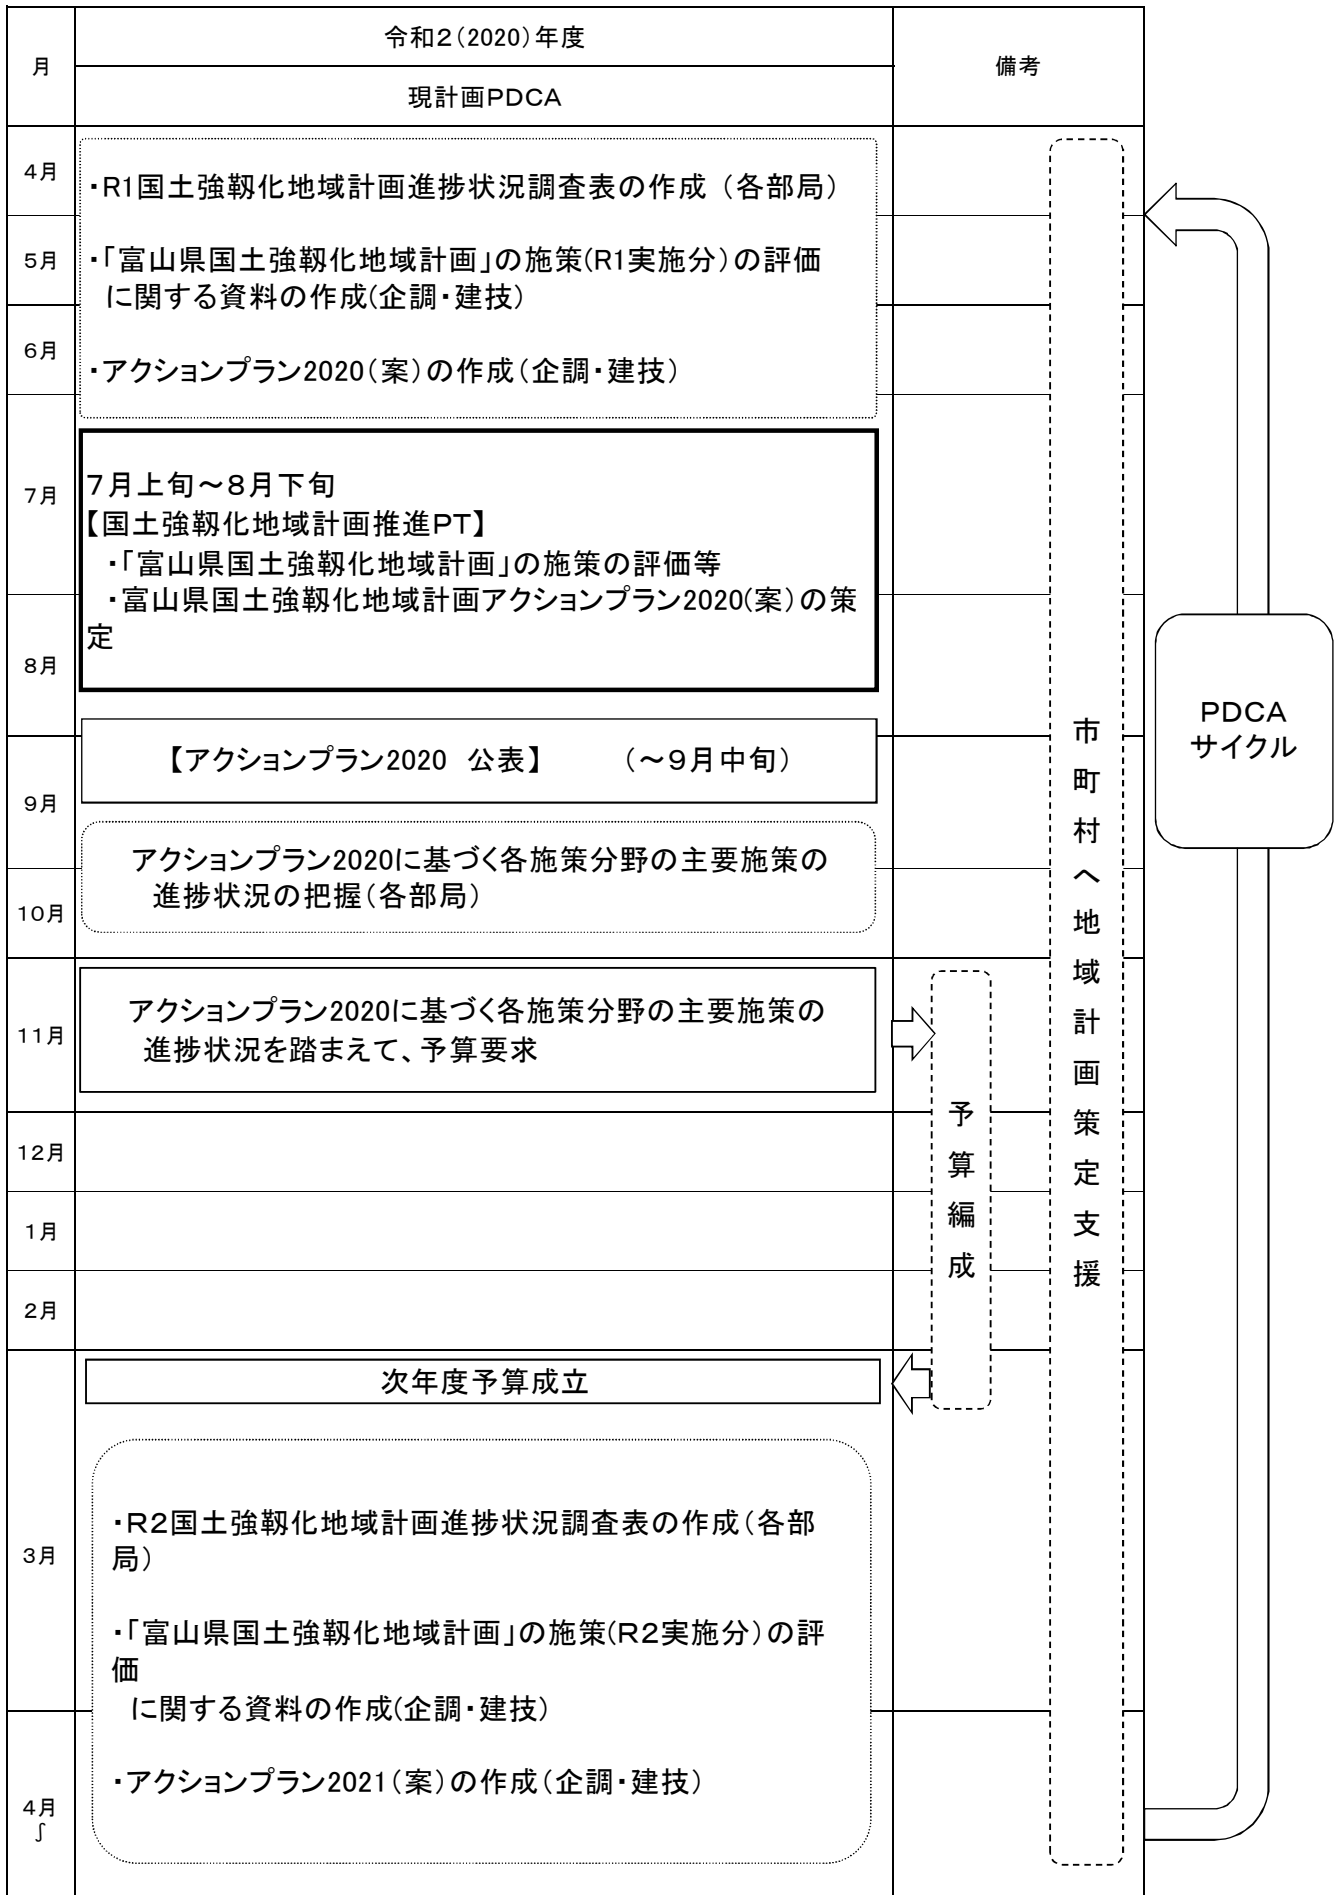 月
令和２（2020）年度
現計画ＰＤＣＡ
備考
4月
・R1国土強靱化地域計画進捗状況調査表の作成（各部局）
5月
・「富山県国土強靱化地域計画」の施策(R1実施分）の評価
に関する資料の作成(企調・建技）
6月
・アクションプラン2020（案）の作成（企調・建技）
7月
７月上旬～８月下旬
【国土強靱化地域計画推進ＰＴ】
・「富山県国土強靱化地域計画」の施策の評価等
・富山県国土強靱化地域計画アクションプラン2020(案）の策
定
8月
9月
【アクションプラン2020 公表】 （～９月中旬）
アクションプラン2020に基づく各施策分野の主要施策の
進捗状況の把握（各部局）
10月
11月
アクションプラン2020に基づく各施策分野の主要施策の
進捗状況を踏まえて、予算要求
12月
1月
2月
3月
次年度予算成立
・Ｒ２国土強靱化地域計画進捗状況調査表の作成（各部
局）
・「富山県国土強靱化地域計画」の施策(Ｒ２実施分）の評
価
に関する資料の作成(企調・建技）
・アクションプラン2021（案）の作成（企調・建技）
4月
∫
予算編成
市町村へ地域計画策定支援
ＰＤＣＡ
サイクル